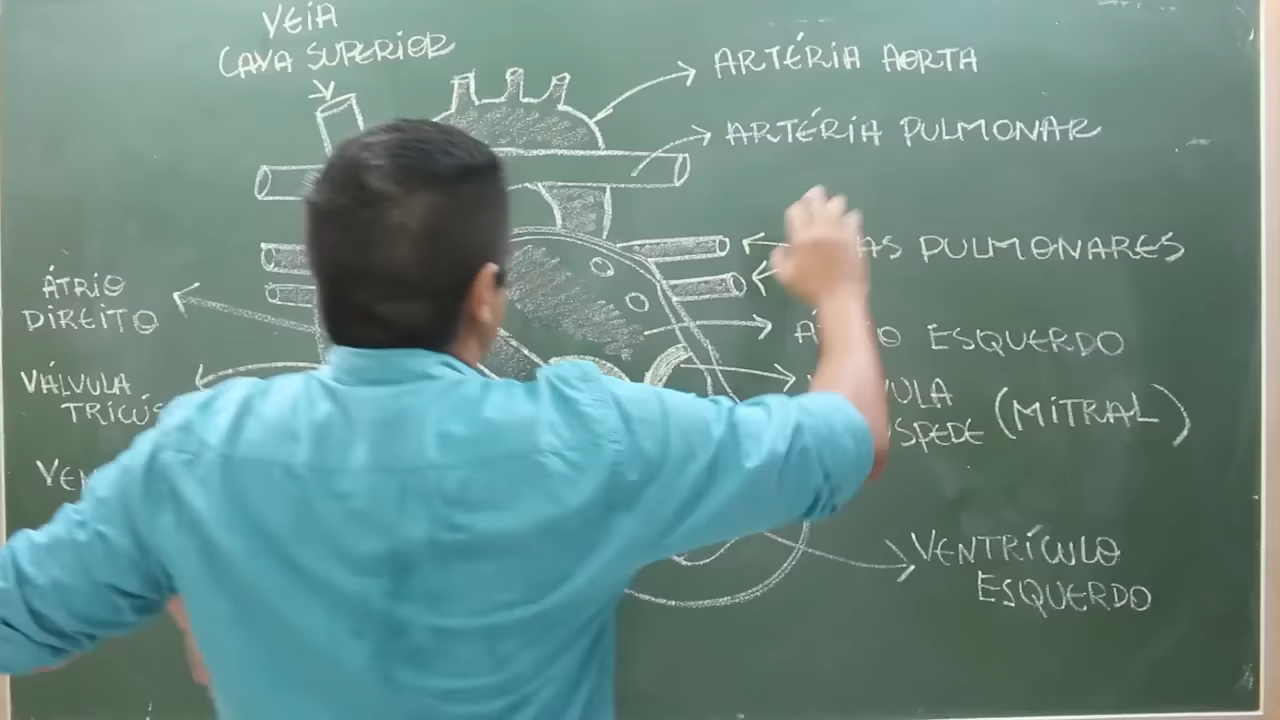 VEIA
CAVA SUPERIOR
ARTÉRIA AORTA
ARTÉRIA PULMONAR
PULMONARES
ÁTRIO
DIREITO
ESQUERDO
VÁLVULA
(MITRAL)
VENTRÍCULO
ESQUERDO